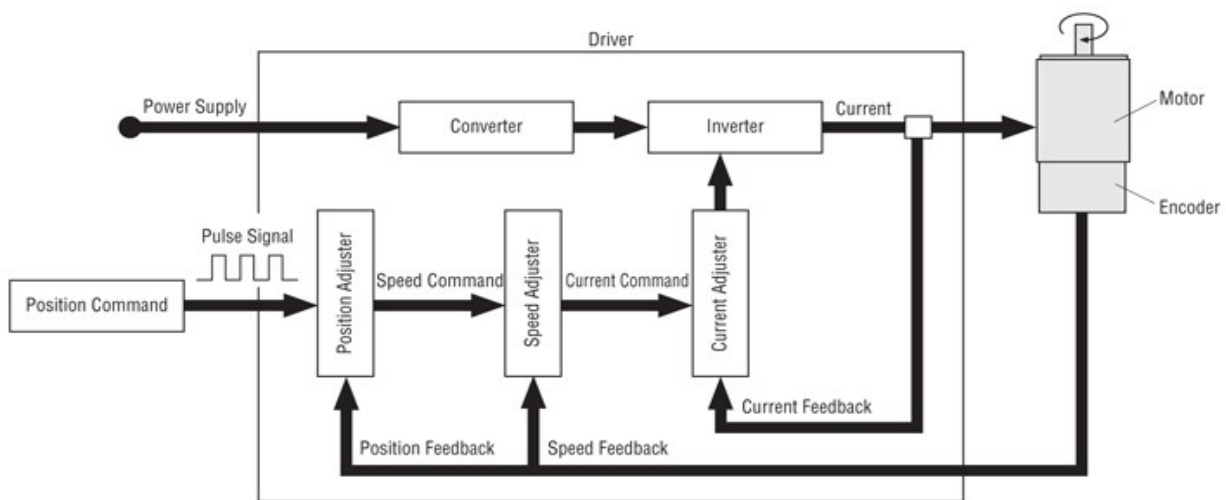 Driver
Power Supply
Converter
Inverter
Current
Motor
Encoder
Pulse Signal
Position Command
Position Adjuster
Speed Command
Speed Adjuster
Current Command
Current Adjuster
Current Feedback
Position Feedback
Speed Feedback